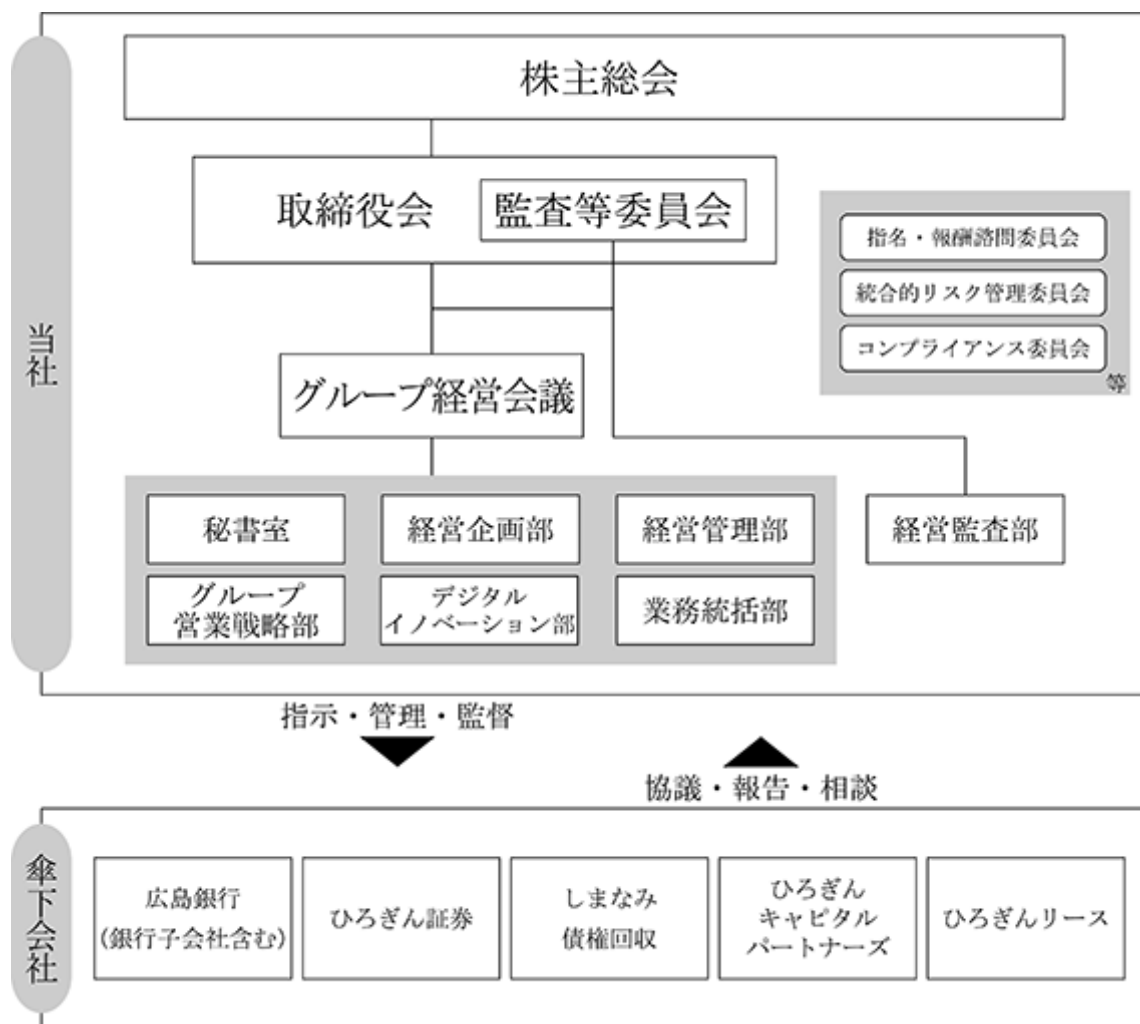 当社
株主総会
取締役会
監査等委員会
指名・報酬諮問委員会
統合的リスク管理委員会
コンプライアンス委員会
等
グループ経営会議
秘書室
経営企画部
経営管理部
経営監査部
グループ
営業戦略部
デジタル
イノベーション部
業務統括部
指示・管理・監督
協議・報告・相談
傘下会社
広島銀行
(銀行子会社含む)
ひろぎん証券
しまなみ
債権回収
ひろぎん
キャピタル
パートナーズ
ひろぎんリース